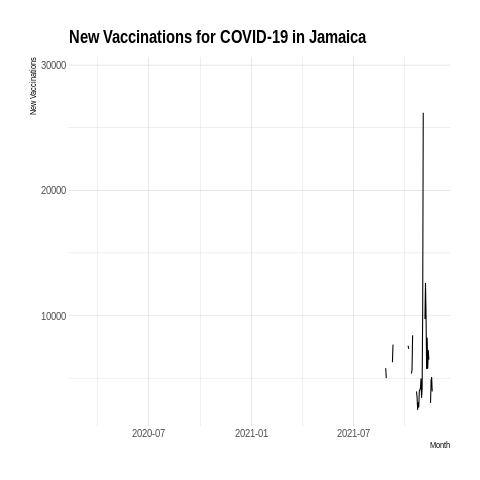 New Vaccinations for COVID-19 in Jamaica
New Vaccinations
30000
20000
10000
2020-07
2021-01
2021-07
Month